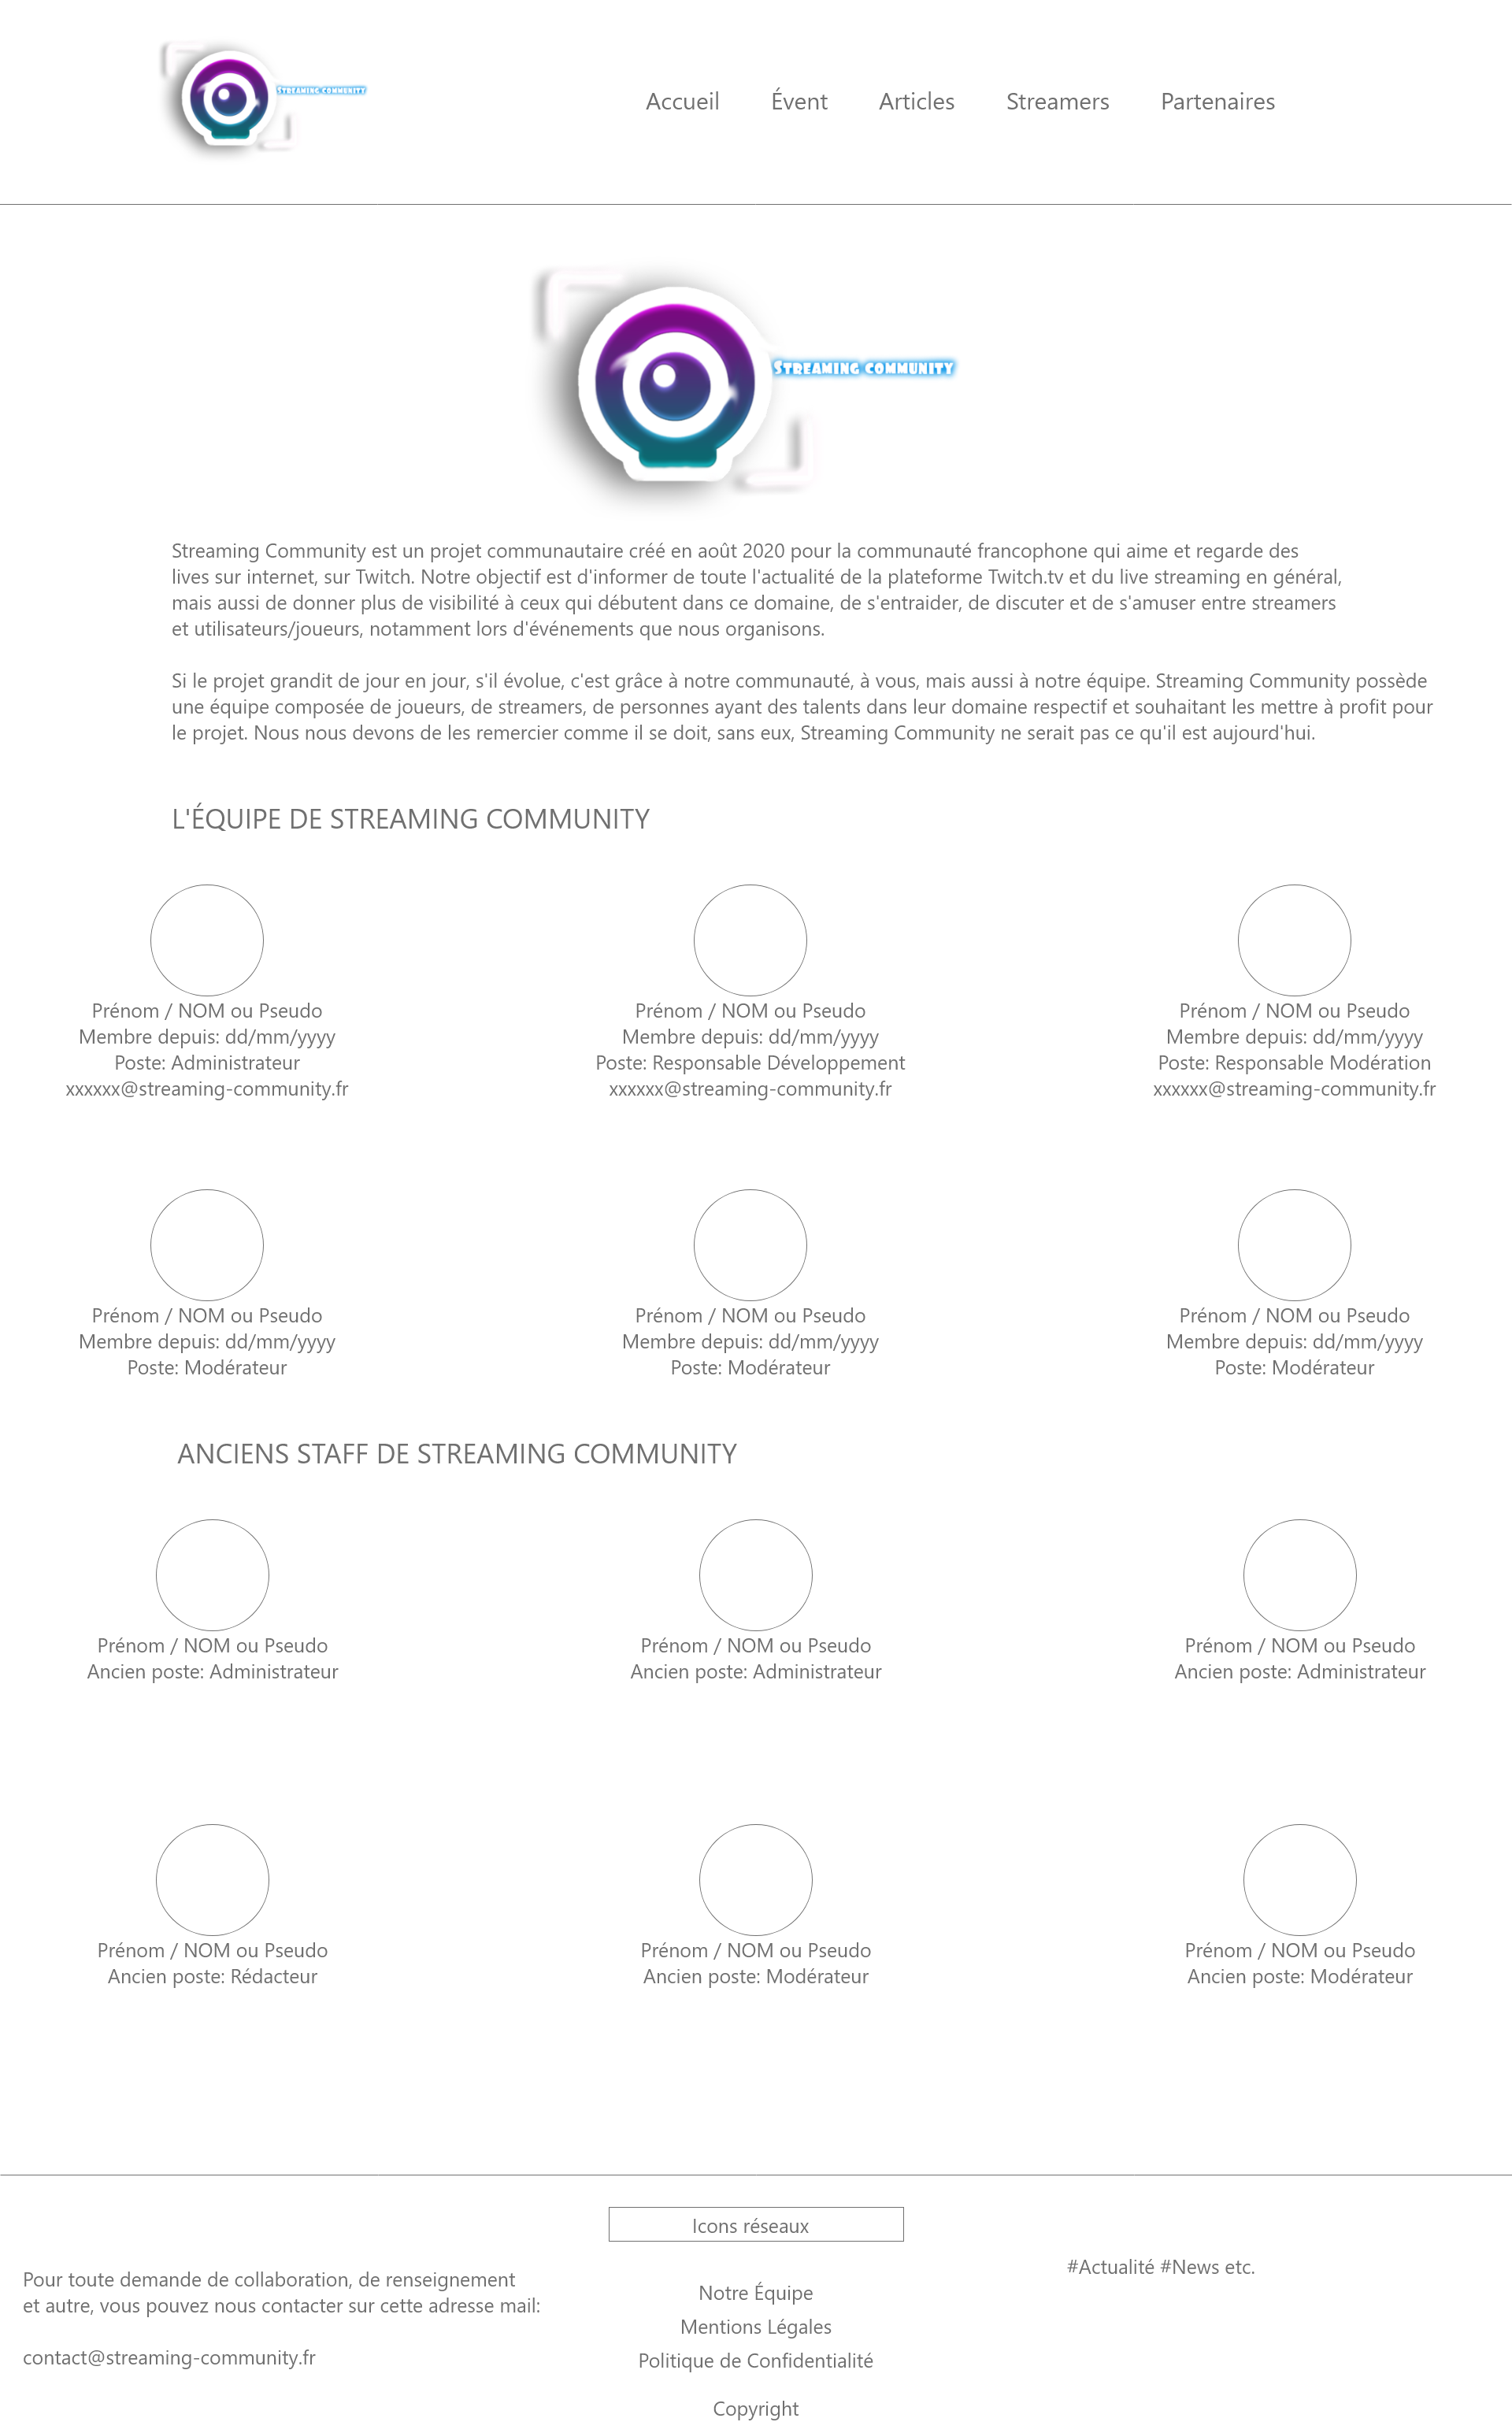 Streaming community
Accueil Évent Articles Streamers Partenaires
Streaming community
Streaming Community est un projet communautaire créé en août 2020 pour la communauté francophone qui aime et regarde des
lives sur internet, sur Twitch. Notre objectif est d'informer de toute l'actualité de la plateforme Twitch.tv et du live streaming en général,
mais aussi de donner plus de visibilité à ceux qui débutent dans ce domaine, de s'entraider, de discuter et de s'amuser entre streamers
et utilisateurs/joueurs, notamment lors d'événements que nous organisons.
Si le projet grandit de jour en jour, s'il évolue, c'est grâce à notre communauté, à vous, mais aussi à notre équipe. Streaming Community possède
une équipe composée de joueurs, de streamers, de personnes ayant des talents dans leur domaine respectif et souhaitant les mettre à profit pour
le projet. Nous nous devons de les remercier comme il se doit, sans eux, Streaming Community ne serait pas ce qu'il est aujourd'hui.
L'ÉQUIPE DE STREAMING COMMUNITY
Prénom / NOM ou Pseudo
Membre depuis: dd/mm/yyyy
Poste: Administrateur
xxxxxx@streaming-community.fr
Prénom / NOM ou Pseudo
Membre depuis: dd/mm/yyyy
Poste: Responsable Développement
xxxxxx@streaming-community.fr
Prénom / NOM ou Pseudo
Membre depuis: dd/mm/yyyy
Poste: Responsable Modération
xxxxxx@streaming-community.fr
Prénom / NOM ou Pseudo
Membre depuis: dd/mm/yyyy
Poste: Modérateur
Prénom / NOM ou Pseudo
Membre depuis: dd/mm/yyyy
Poste: Modérateur
Prénom / NOM ou Pseudo
Membre depuis: dd/mm/yyyy
Poste: Modérateur
ANCIENS STAFF DE STREAMING COMMUNITY
Prénom / NOM ou Pseudo
Ancien poste: Administrateur
Prénom / NOM ou Pseudo
Ancien poste: Administrateur
Prénom / NOM ou Pseudo
Ancien poste: Administrateur
Prénom / NOM ou Pseudo
Ancien poste: Rédacteur
Prénom / NOM ou Pseudo
Ancien poste: Modérateur
Prénom / NOM ou Pseudo
Ancien poste: Modérateur
Pour toute demande de collaboration, de renseignement
et autre, vous pouvez nous contacter sur cette adresse mail:
contact@streaming-community.fr
Icons réseaux
Notre Équipe
Mentions Légales
Politique de Confidentialité
Copyright
#Actualité #News etc.